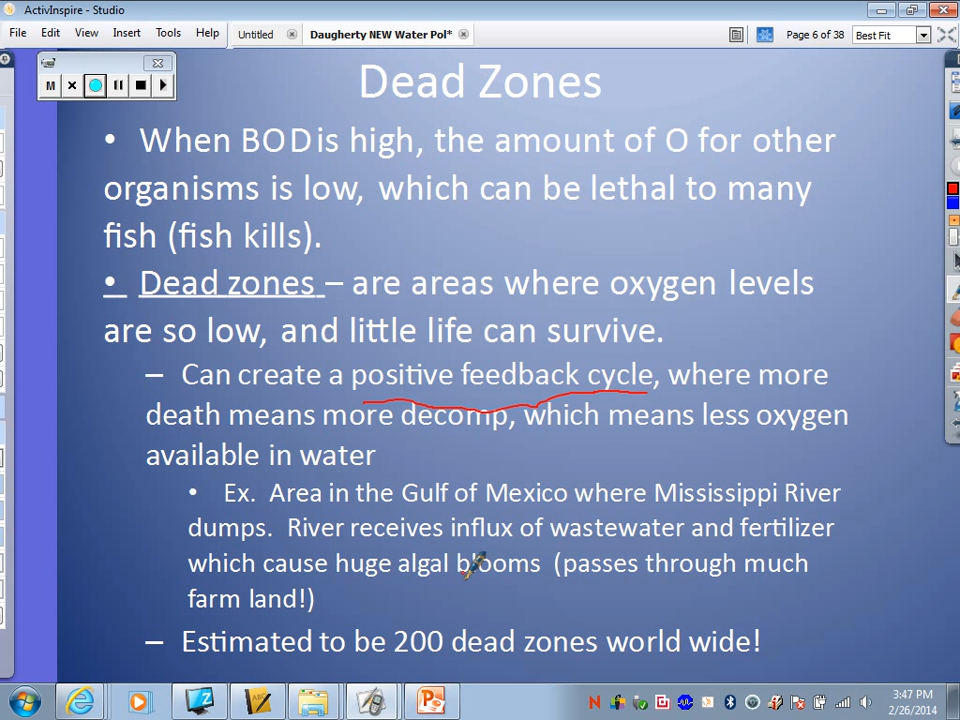 ActivInspire - Studio
File Edit View Insert Tools Help Untitled Daugherty NEW Water Pol* Page 6 of 38 Best Fit
M
Dead Zones
• When BOD is high, the amount of O for other
organisms is low, which can be lethal to many
fish (fish kills).
• Dead zones – are areas where oxygen levels
are so low, and little life can survive.
– Can create a positive feedback cycle, where more
death means more decomp, which means less oxygen
available in water
• Ex. Area in the Gulf of Mexico where Mississippi River
dumps. River receives influx of wastewater and fertilizer
which cause huge algal blooms (passes through much
farm land!)
– Estimated to be 200 dead zones world wide!
3:47 PM
2/26/2014